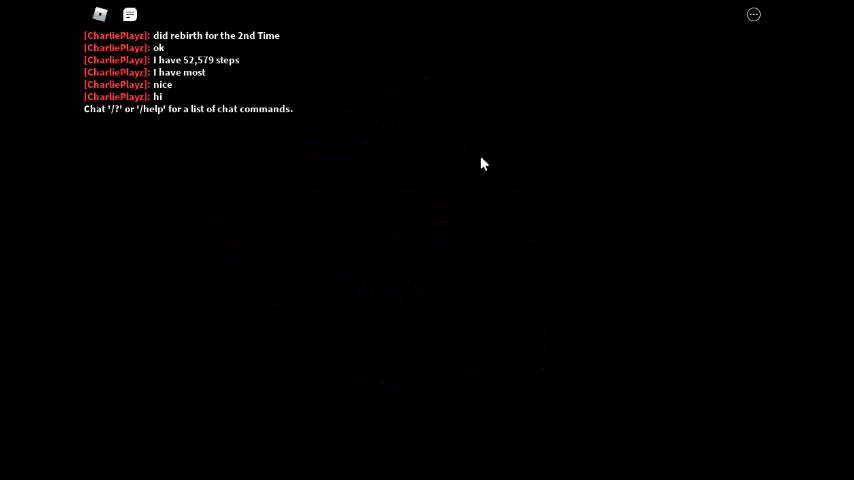 [CharliePlayz]: did rebirth for the 2nd Time
[CharliePlayz]: ok
[CharliePlayz]: I have 52,579 steps
[CharliePlayz]: I have most
[CharliePlayz]: nice
[CharliePlayz]: hi
Chat '/?' or '/help' for a list of chat commands.